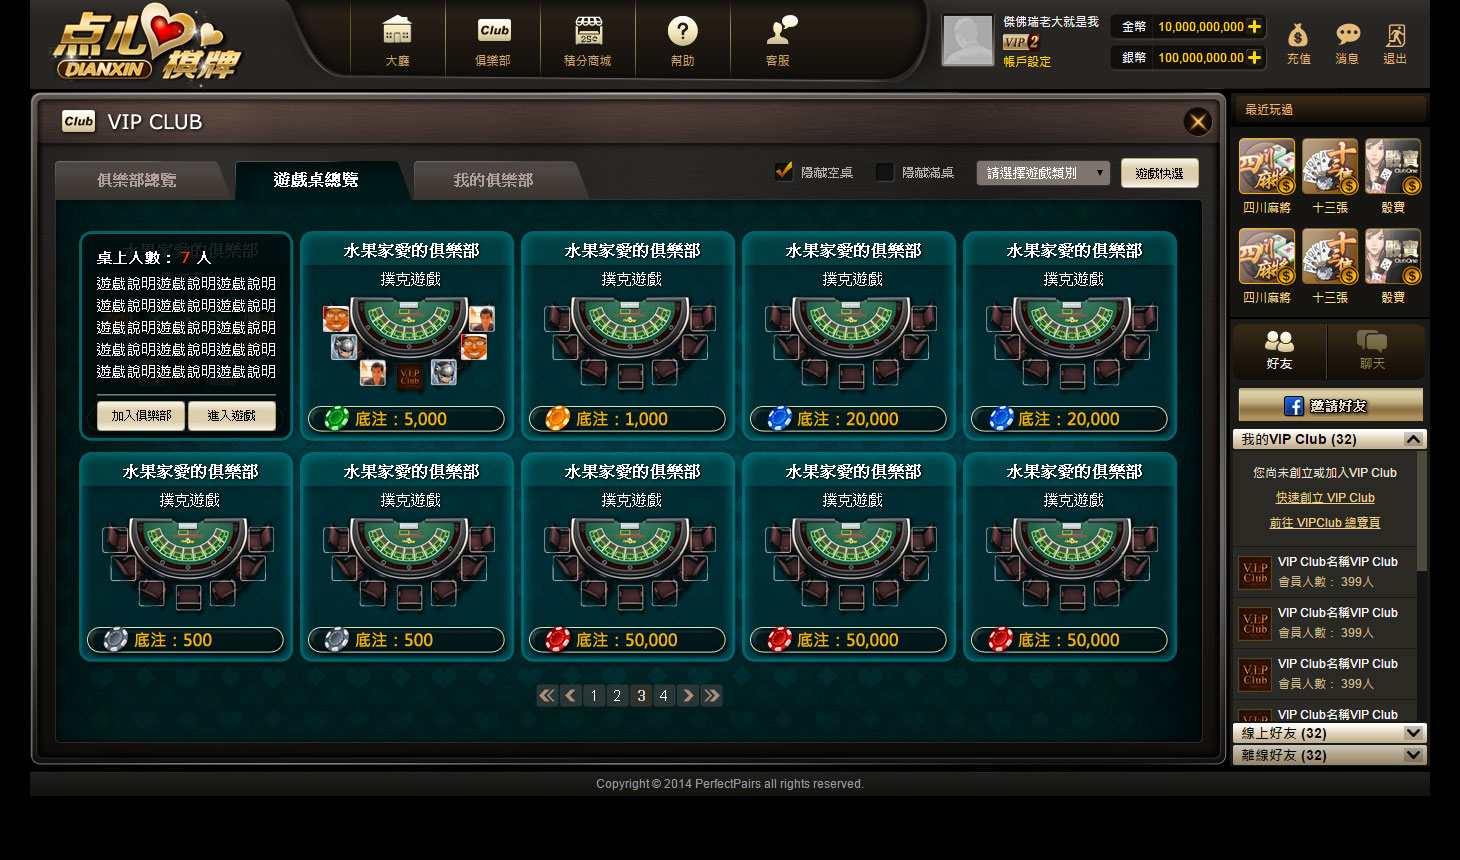 点心
棋牌
DIANXIN
Club
25¢
大廳
俱樂部
積分商城
幫助
客服
傑佛瑞老大就是我
VIP 2
帳戶設定
金幣 10,000,000,000
銀幣 100,000,000.00
充值
消息
退出
Club VIP CLUB
俱樂部總覽
遊戲桌總覽
我的俱樂部
隱藏空桌
隱藏滿桌
請選擇遊戲類別
遊戲快選
桌上人數：7 人
遊戲說明遊戲說明遊戲說明
遊戲說明遊戲說明遊戲說明
遊戲說明遊戲說明遊戲說明
遊戲說明遊戲說明遊戲說明
遊戲說明遊戲說明遊戲說明
加入俱樂部
進入遊戲
水果家愛的俱樂部
撲克遊戲
V.I.P
Club
底注：5,000
水果家愛的俱樂部
撲克遊戲
底注：1,000
水果家愛的俱樂部
撲克遊戲
底注：20,000
水果家愛的俱樂部
撲克遊戲
底注：20,000
水果家愛的俱樂部
撲克遊戲
底注：500
水果家愛的俱樂部
撲克遊戲
底注：500
水果家愛的俱樂部
撲克遊戲
底注：50,000
水果家愛的俱樂部
撲克遊戲
底注：50,000
水果家愛的俱樂部
撲克遊戲
底注：50,000
1 2 3 4
最近玩過
四川麻將
十三張
骰寶
四川麻將
十三張
骰寶
好友
聊天
邀請好友
我的VIP Club (32)
您尚未創立或加入VIP Club
快速創立 VIP Club
前往 VIPClub 總覽頁
V.I.P
Club
VIP Club名稱VIP Club
會員人數： 399人
V.I.P
Club
VIP Club名稱VIP Club
會員人數： 399人
V.I.P
Club
VIP Club名稱VIP Club
會員人數： 399人
V.I.P
VIP Club名稱VIP Club
線上好友 (32)
離線好友 (32)
Copyright © 2014 PerfectPairs all rights reserved.